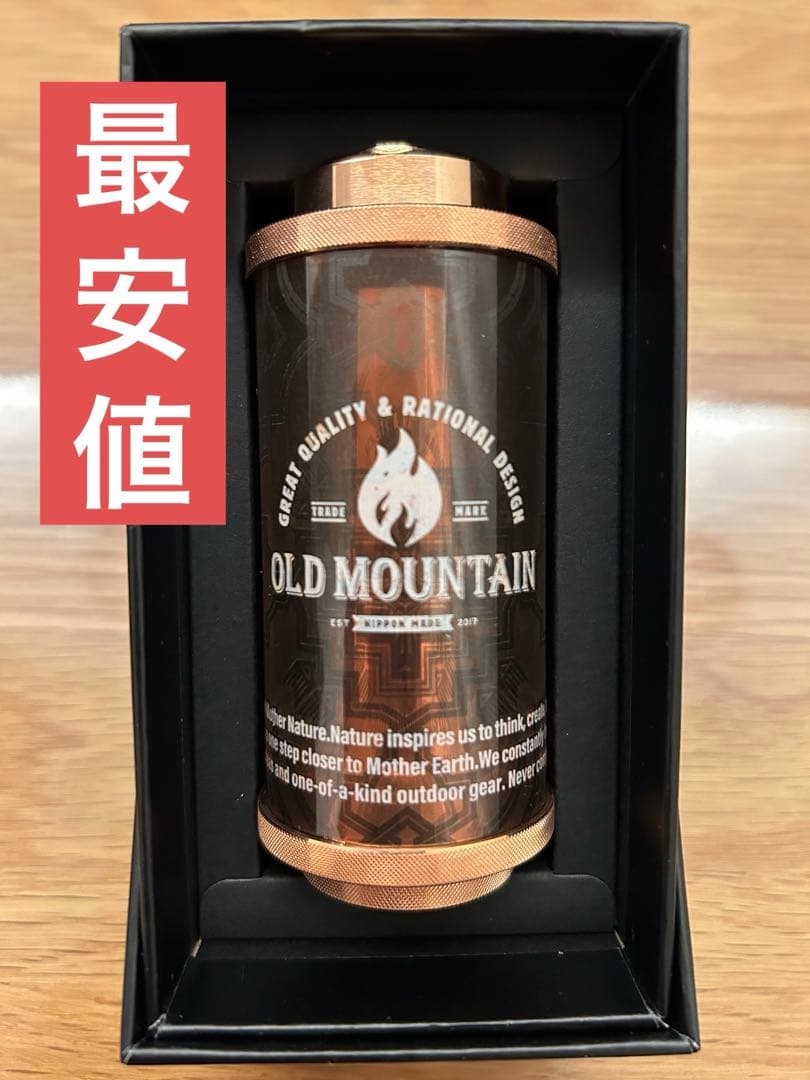 最安値
GREAT QUALITY & RATIONAL DESIGN
TRADE MARK
OLD MOUNTAIN
EST NIPPON MADE 2017
Mother Nature.Nature inspires us to think, create
one step closer to Mother Earth.We constantly
and one-of-a-kind outdoor gear. Never